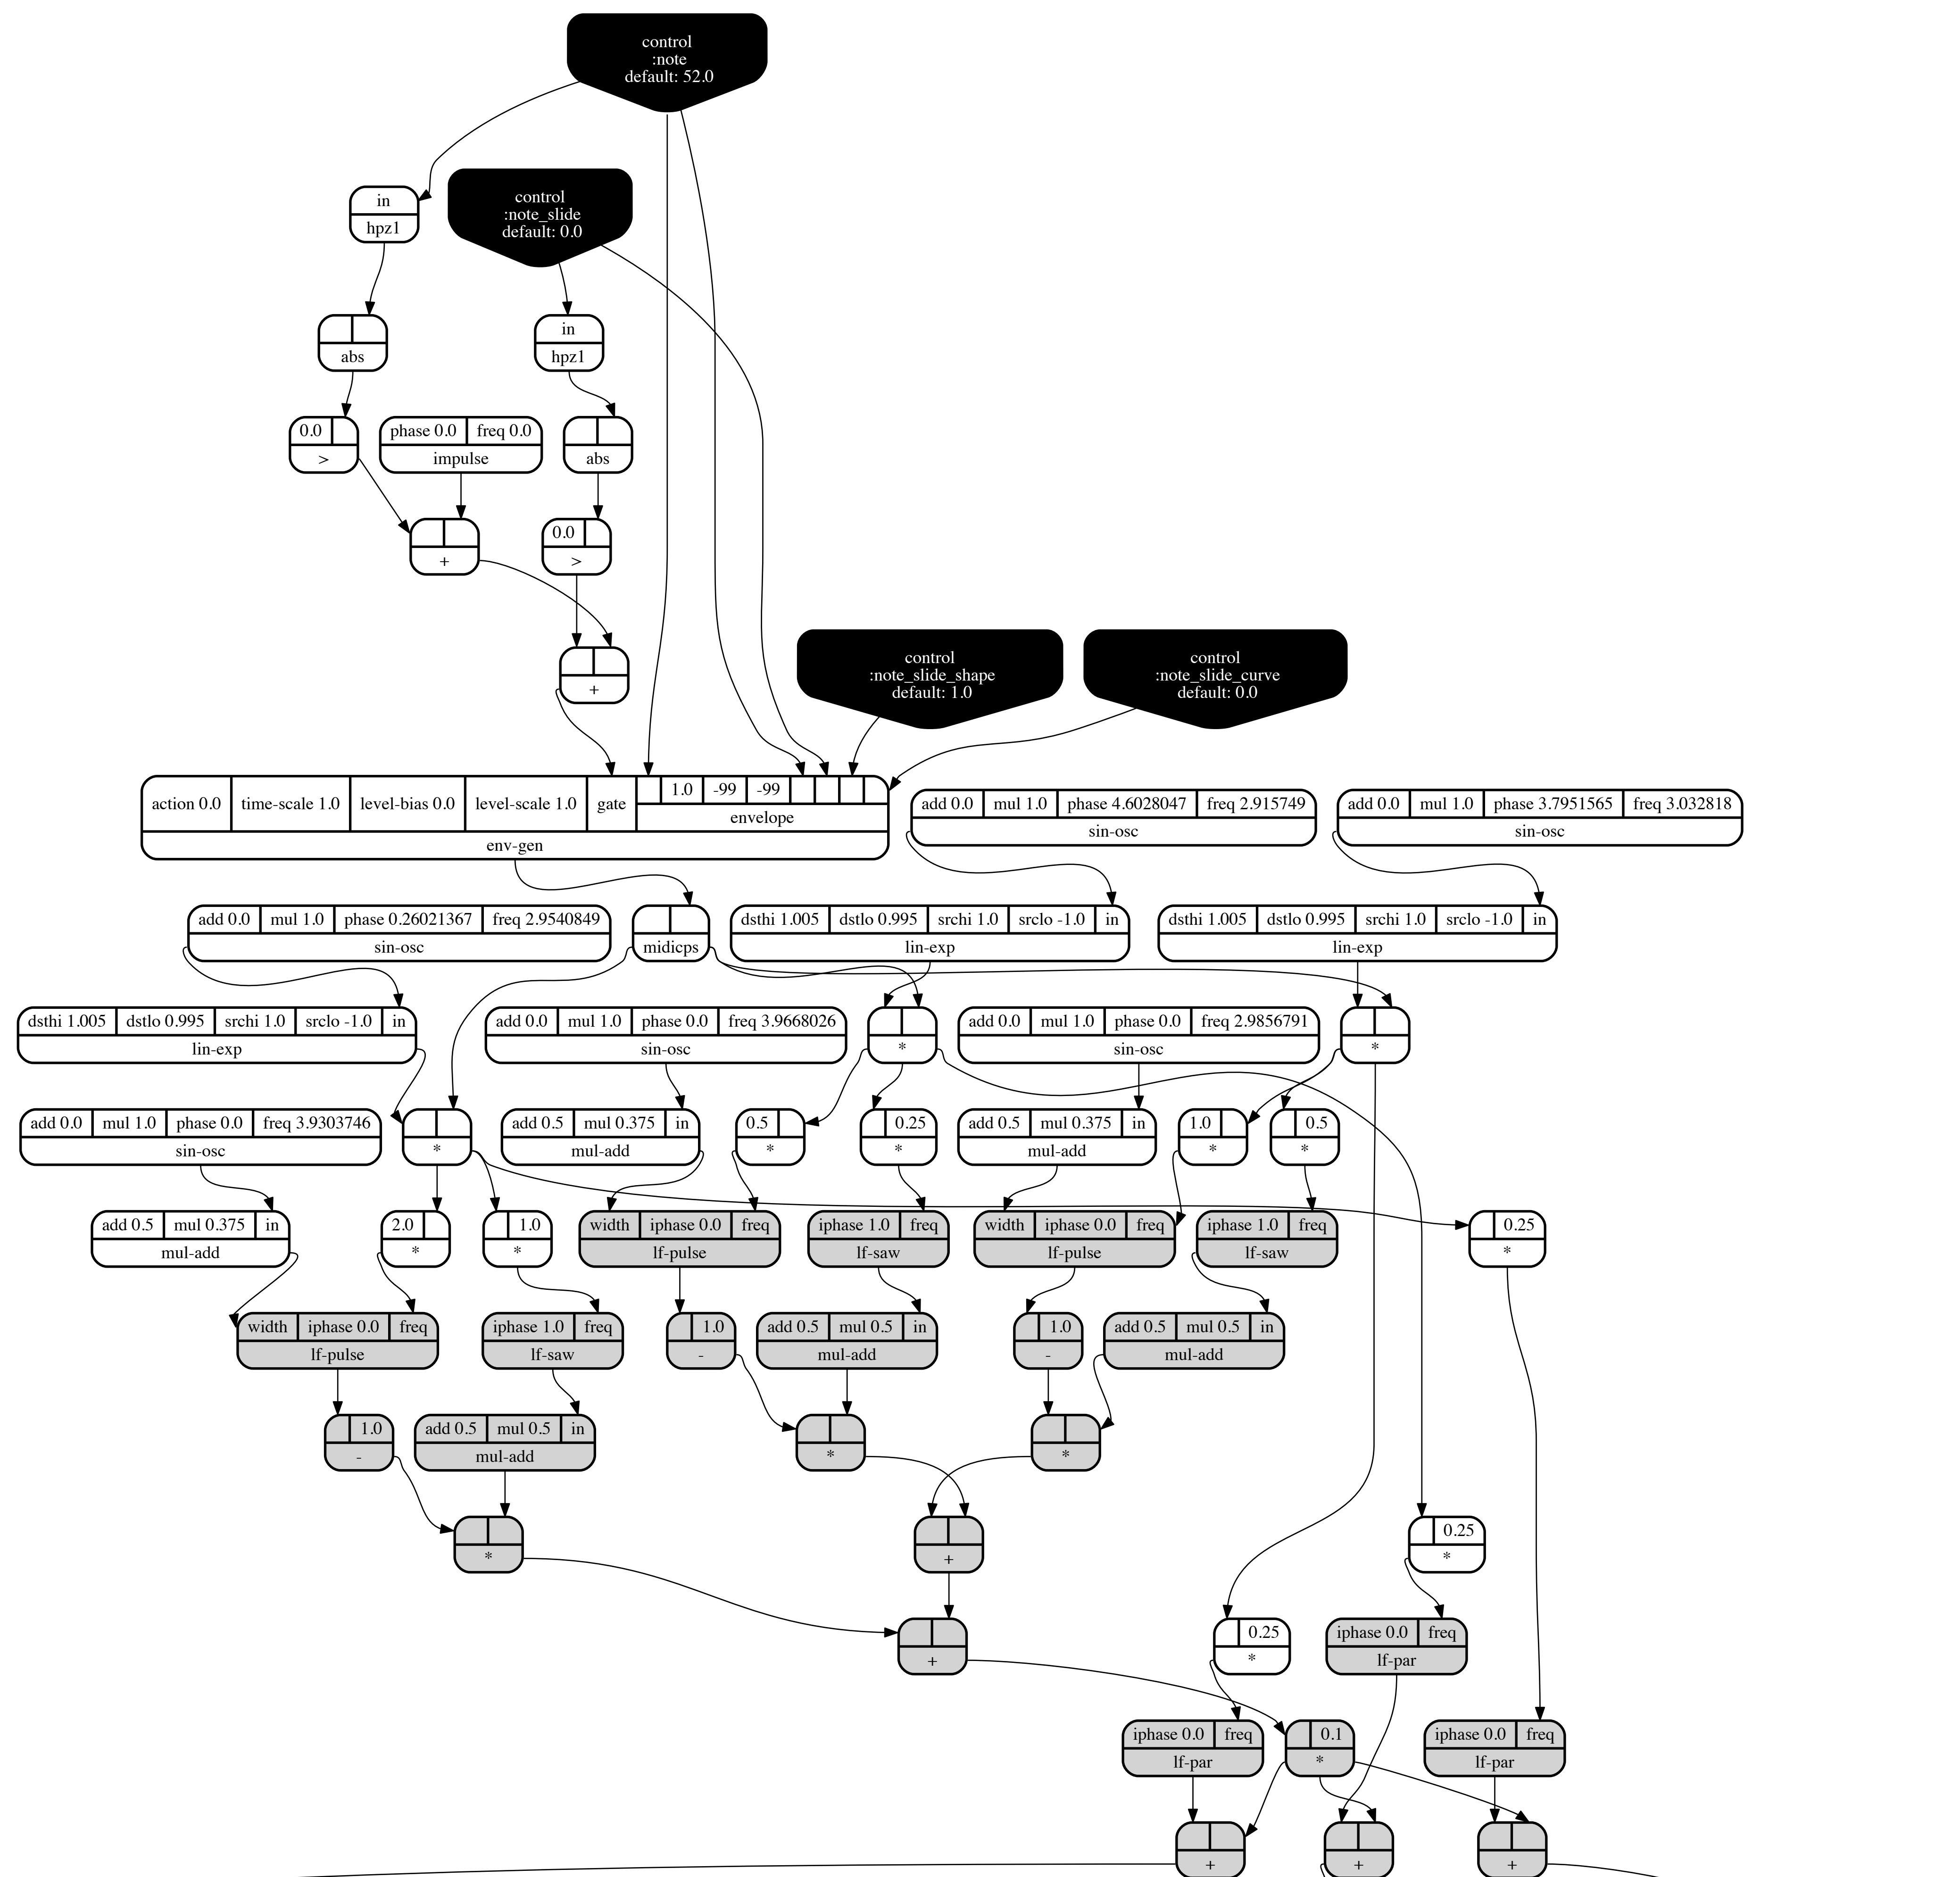 control
:note
default: 52.0
in
hpz1
control
:note_slide
default: 0.0
in
hpz1
abs
abs
0.0
>
phase 0.0 freq 0.0
impulse
+
0.0
>
+
control
:note_slide_shape
default: 1.0
control
:note_slide_curve
default: 0.0
action 0.0 time-scale 1.0 level-bias 0.0 level-scale 1.0 gate 1.0 -99 -99
envelope
env-gen
add 0.0 mul 1.0 phase 4.6028047 freq 2.915749
sin-osc
add 0.0 mul 1.0 phase 3.7951565 freq 3.032818
sin-osc
add 0.0 mul 1.0 phase 0.26021367 freq 2.9540849
sin-osc
midicps
dsthi 1.005 dstlo 0.995 srchi 1.0 srclo -1.0 in
lin-exp
dsthi 1.005 dstlo 0.995 srchi 1.0 srclo -1.0 in
lin-exp
dsthi 1.005 dstlo 0.995 srchi 1.0 srclo -1.0 in
lin-exp
add 0.0 mul 1.0 phase 0.0 freq 3.9668026
sin-osc
*
add 0.0 mul 1.0 phase 0.0 freq 2.9856791
sin-osc
*
add 0.0 mul 1.0 phase 0.0 freq 3.9303746
sin-osc
*
add 0.5 mul 0.375 in
mul-add
0.5
*
0.25
*
add 0.5 mul 0.375 in
mul-add
1.0
*
0.5
*
add 0.5 mul 0.375 in
mul-add
2.0
*
1.0
*
width iphase 0.0 freq
lf-pulse
iphase 1.0 freq
lf-saw
width iphase 0.0 freq
lf-pulse
iphase 1.0 freq
lf-saw
0.25
*
width iphase 0.0 freq
lf-pulse
iphase 1.0 freq
lf-saw
1.0
-
add 0.5 mul 0.5 in
mul-add
1.0
-
add 0.5 mul 0.5 in
mul-add
1.0
-
add 0.5 mul 0.5 in
mul-add
*
*
*
+
0.25
*
+
0.25
*
iphase 0.0 freq
lf-par
iphase 0.0 freq
lf-par
0.1
*
iphase 0.0 freq
lf-par
+
+
+